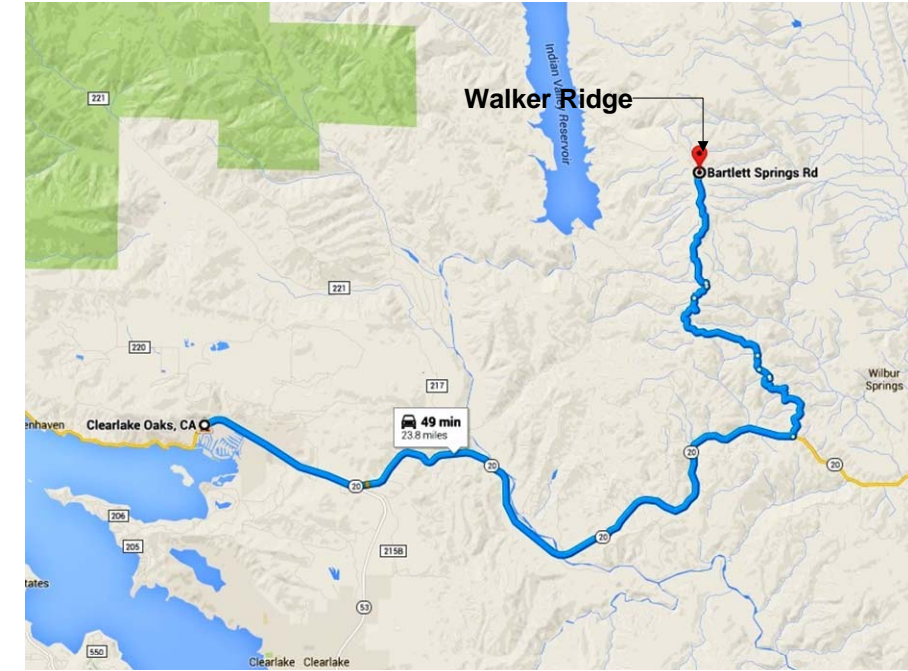 Indian Valley Reservoir
Walker Ridge
221
Bartlett Springs Rd
221
220
217
Wilbur
Springs
49 min
23.8 miles
enhaven
Clearlake Oaks, CA
20
20
20
20
20
206
205
215B
tates
53
550
Clearlake Clearlake